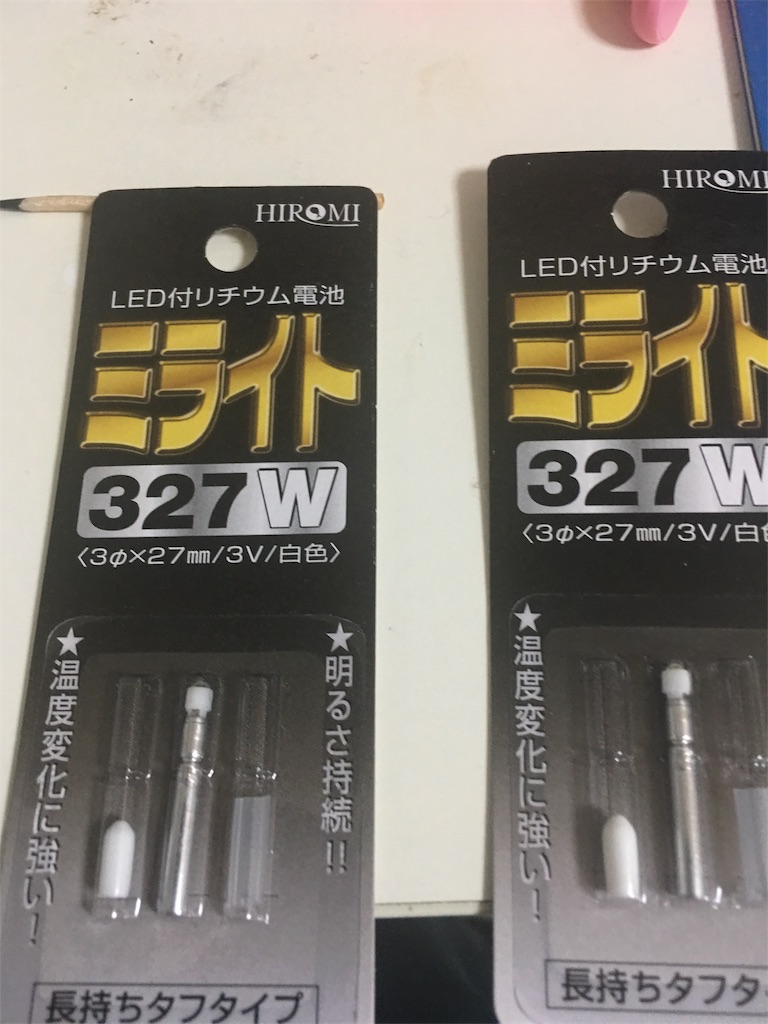 HIROMI
LED付リチウム電池
ミライト
327W
〈3φ×27㎜/3V/白色〉
★温度変化に強い!
★明るさ持続!!
長持ちタフタイプ
HIROMI
LED付リチウム電池
ミライト
327W
〈3φ×27㎜/3V/白色
★温度変化に強い!
長持ちタフタ